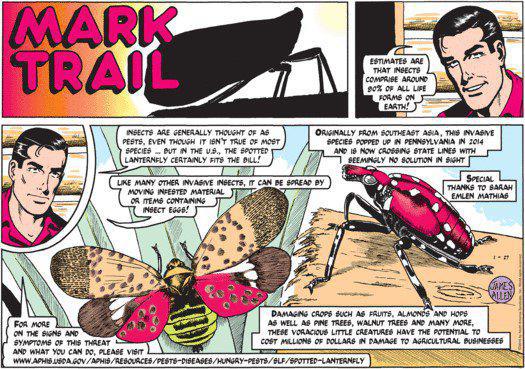 MARK
TRAIL
ESTIMATES ARE
THAT INSECTS
COMPRISE AROUND
80% OF ALL LIFE
FORMS ON
EARTH!
INSECTS ARE GENERALLY THOUGHT OF AS
PESTS, EVEN THOUGH IT ISN'T TRUE OF MOST
SPECIES ... BUT IN THE U.S., THE SPOTTED
LANTERNFLY CERTAINLY FITS THE BILL!
LIKE MANY OTHER INVASIVE INSECTS, IT CAN BE SPREAD BY
MOVING INFESTED MATERIAL
OR ITEMS CONTAINING
INSECT EGGS!
ORIGINALLY FROM SOUTHEAST ASIA, THIS INVASIVE
SPECIES POPPED UP IN PENNSYLVANIA IN 2014
AND IS NOW CROSSING STATE LINES WITH
SEEMINGLY NO SOLUTION IN SIGHT
SPECIAL
THANKS TO SARAH
EMLEN MATHIAS
1 - 27
JAMES
ALLEN
DAMAGING CROPS SUCH AS FRUITS, ALMONDS AND HOPS
AS WELL AS PINE TREES, WALNUT TREES AND MANY MORE,
THESE VORACIOUS LITTLE CREATURES HAVE THE POTENTIAL TO
COST MILLIONS OF DOLLARS IN DAMAGE TO AGRICULTURAL BUSINESSES
FOR MORE
ON THE SIGNS AND
SYMPTOMS OF THIS THREAT
AND WHAT YOU CAN DO, PLEASE VISIT
WWW.APHIS.USDA.GOV/APHIS/RESOURCES/PESTS-DISEASES/HUNGRY-PESTS/SLF/SPOTTED-LANTERNFLY